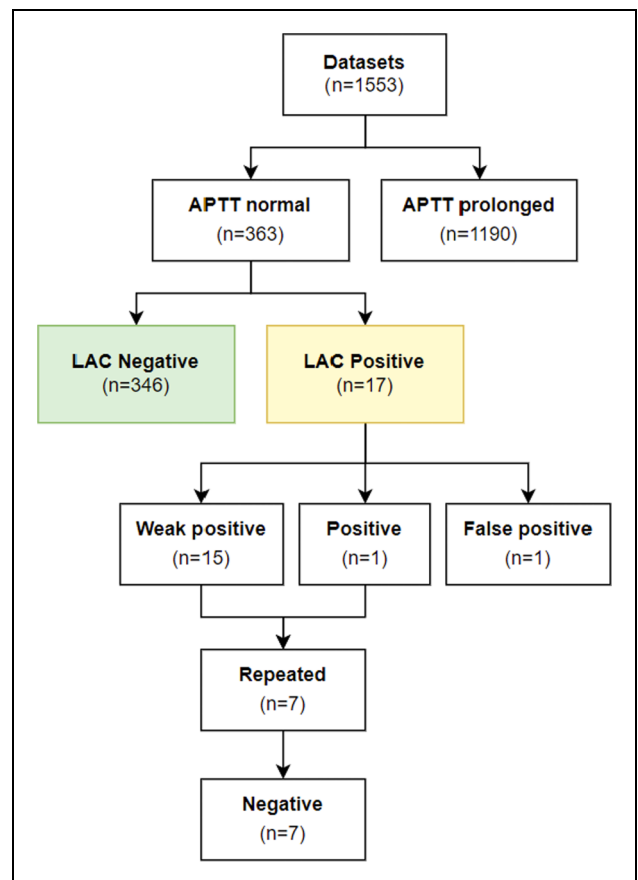 Datasets
(n=1553)
APTT normal
(n=363)
APTT prolonged
(n=1190)
LAC Negative
(n=346)
LAC Positive
(n=17)
Weak positive
(n=15)
Positive
(n=1)
False positive
(n=1)
Repeated
(n=7)
Negative
(n=7)